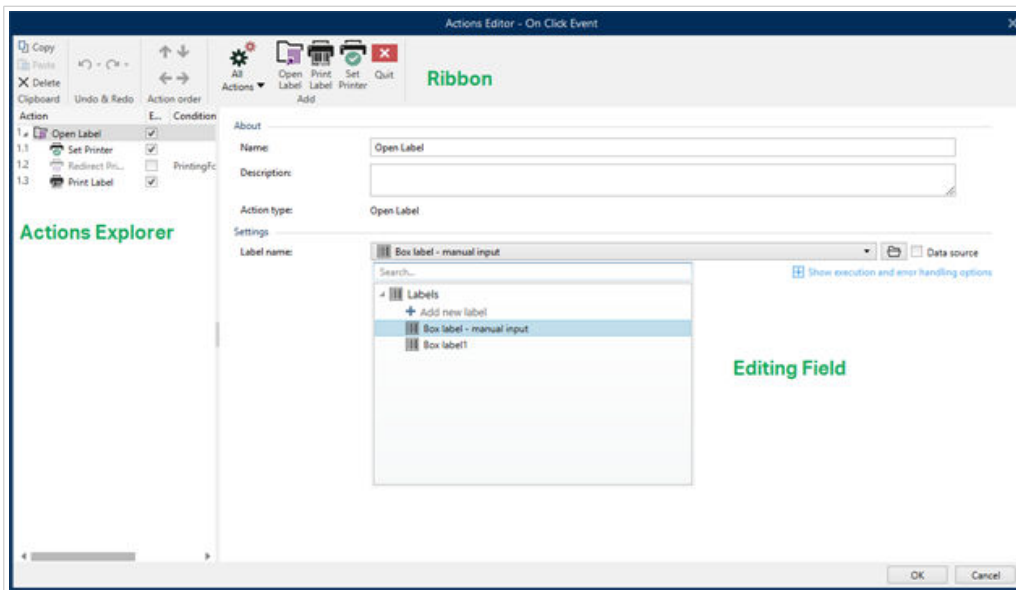 Actions Editor - On Click Event
Copy
Paste
Delete
Clipboard
Undo & Redo
Action order
All Actions
Open Label
Print Label
Set Printer
Quit
Add
Ribbon
Action E... Condition
1 Open Label
1.1 Set Printer
1.2 Redirect Pri... PrintingFc
1.3 Print Label
Actions Explorer
About
Name: Open Label
Description:
Action type: Open Label
Settings
Label name: Box label - manual input Data source
Search...
Show execution and error handling options
Labels
Add new label
Box label - manual input
Box label1
Editing Field
OK Cancel